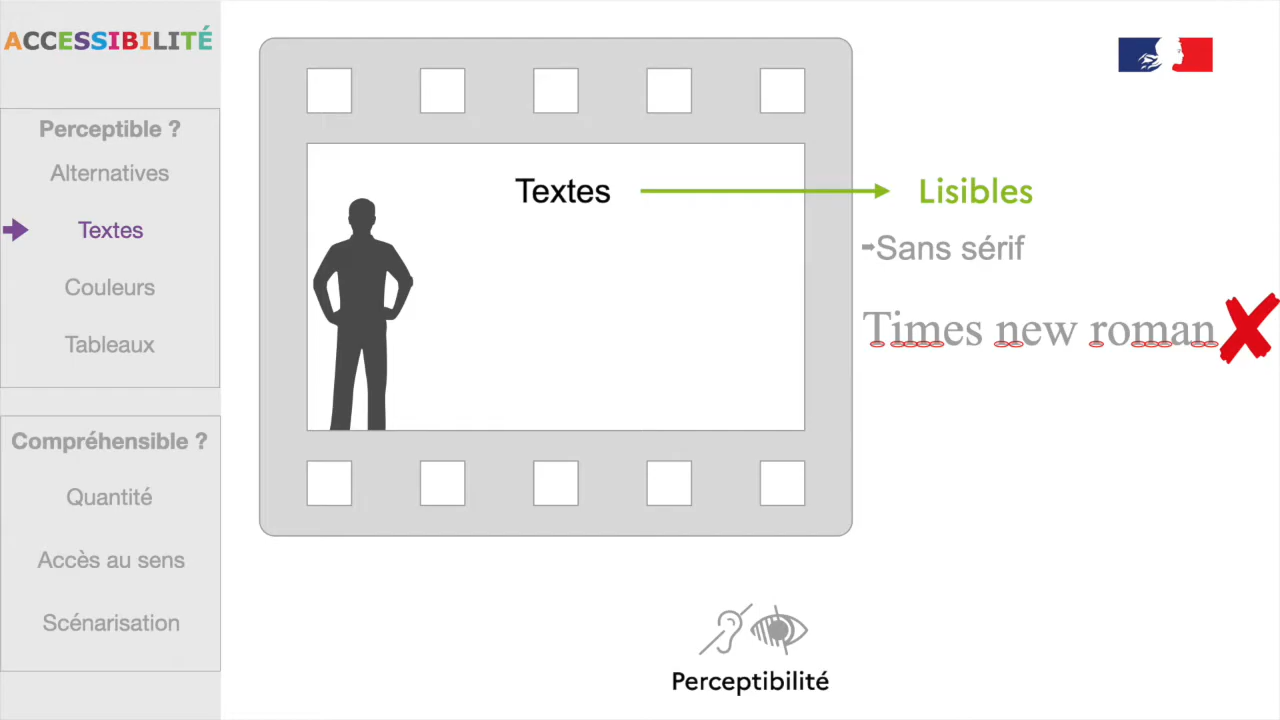 ACCESSIBILITÉ
Perceptible ?
Alternatives
Textes
Couleurs
Tableaux
Compréhensible ?
Quantité
Accès au sens
Scénarisation
Textes
Lisibles
Sans sérif
Times new roman
Perceptibilité